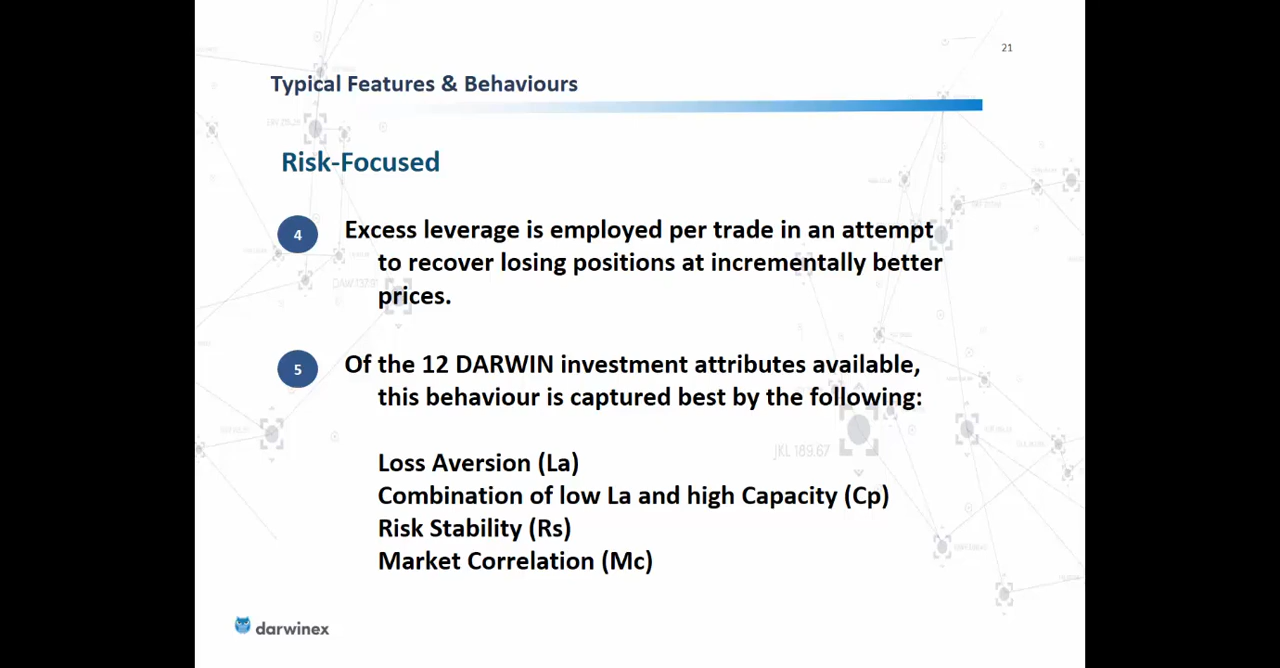 21
Typical Features & Behaviours
Risk-Focused
4
Excess leverage is employed per trade in an attempt
to recover losing positions at incrementally better
prices.
5
Of the 12 DARWIN investment attributes available,
this behaviour is captured best by the following:
JKL 189.67
Loss Aversion (La)
Combination of low La and high Capacity (Cp)
Risk Stability (Rs)
Market Correlation (Mc)
darwinex